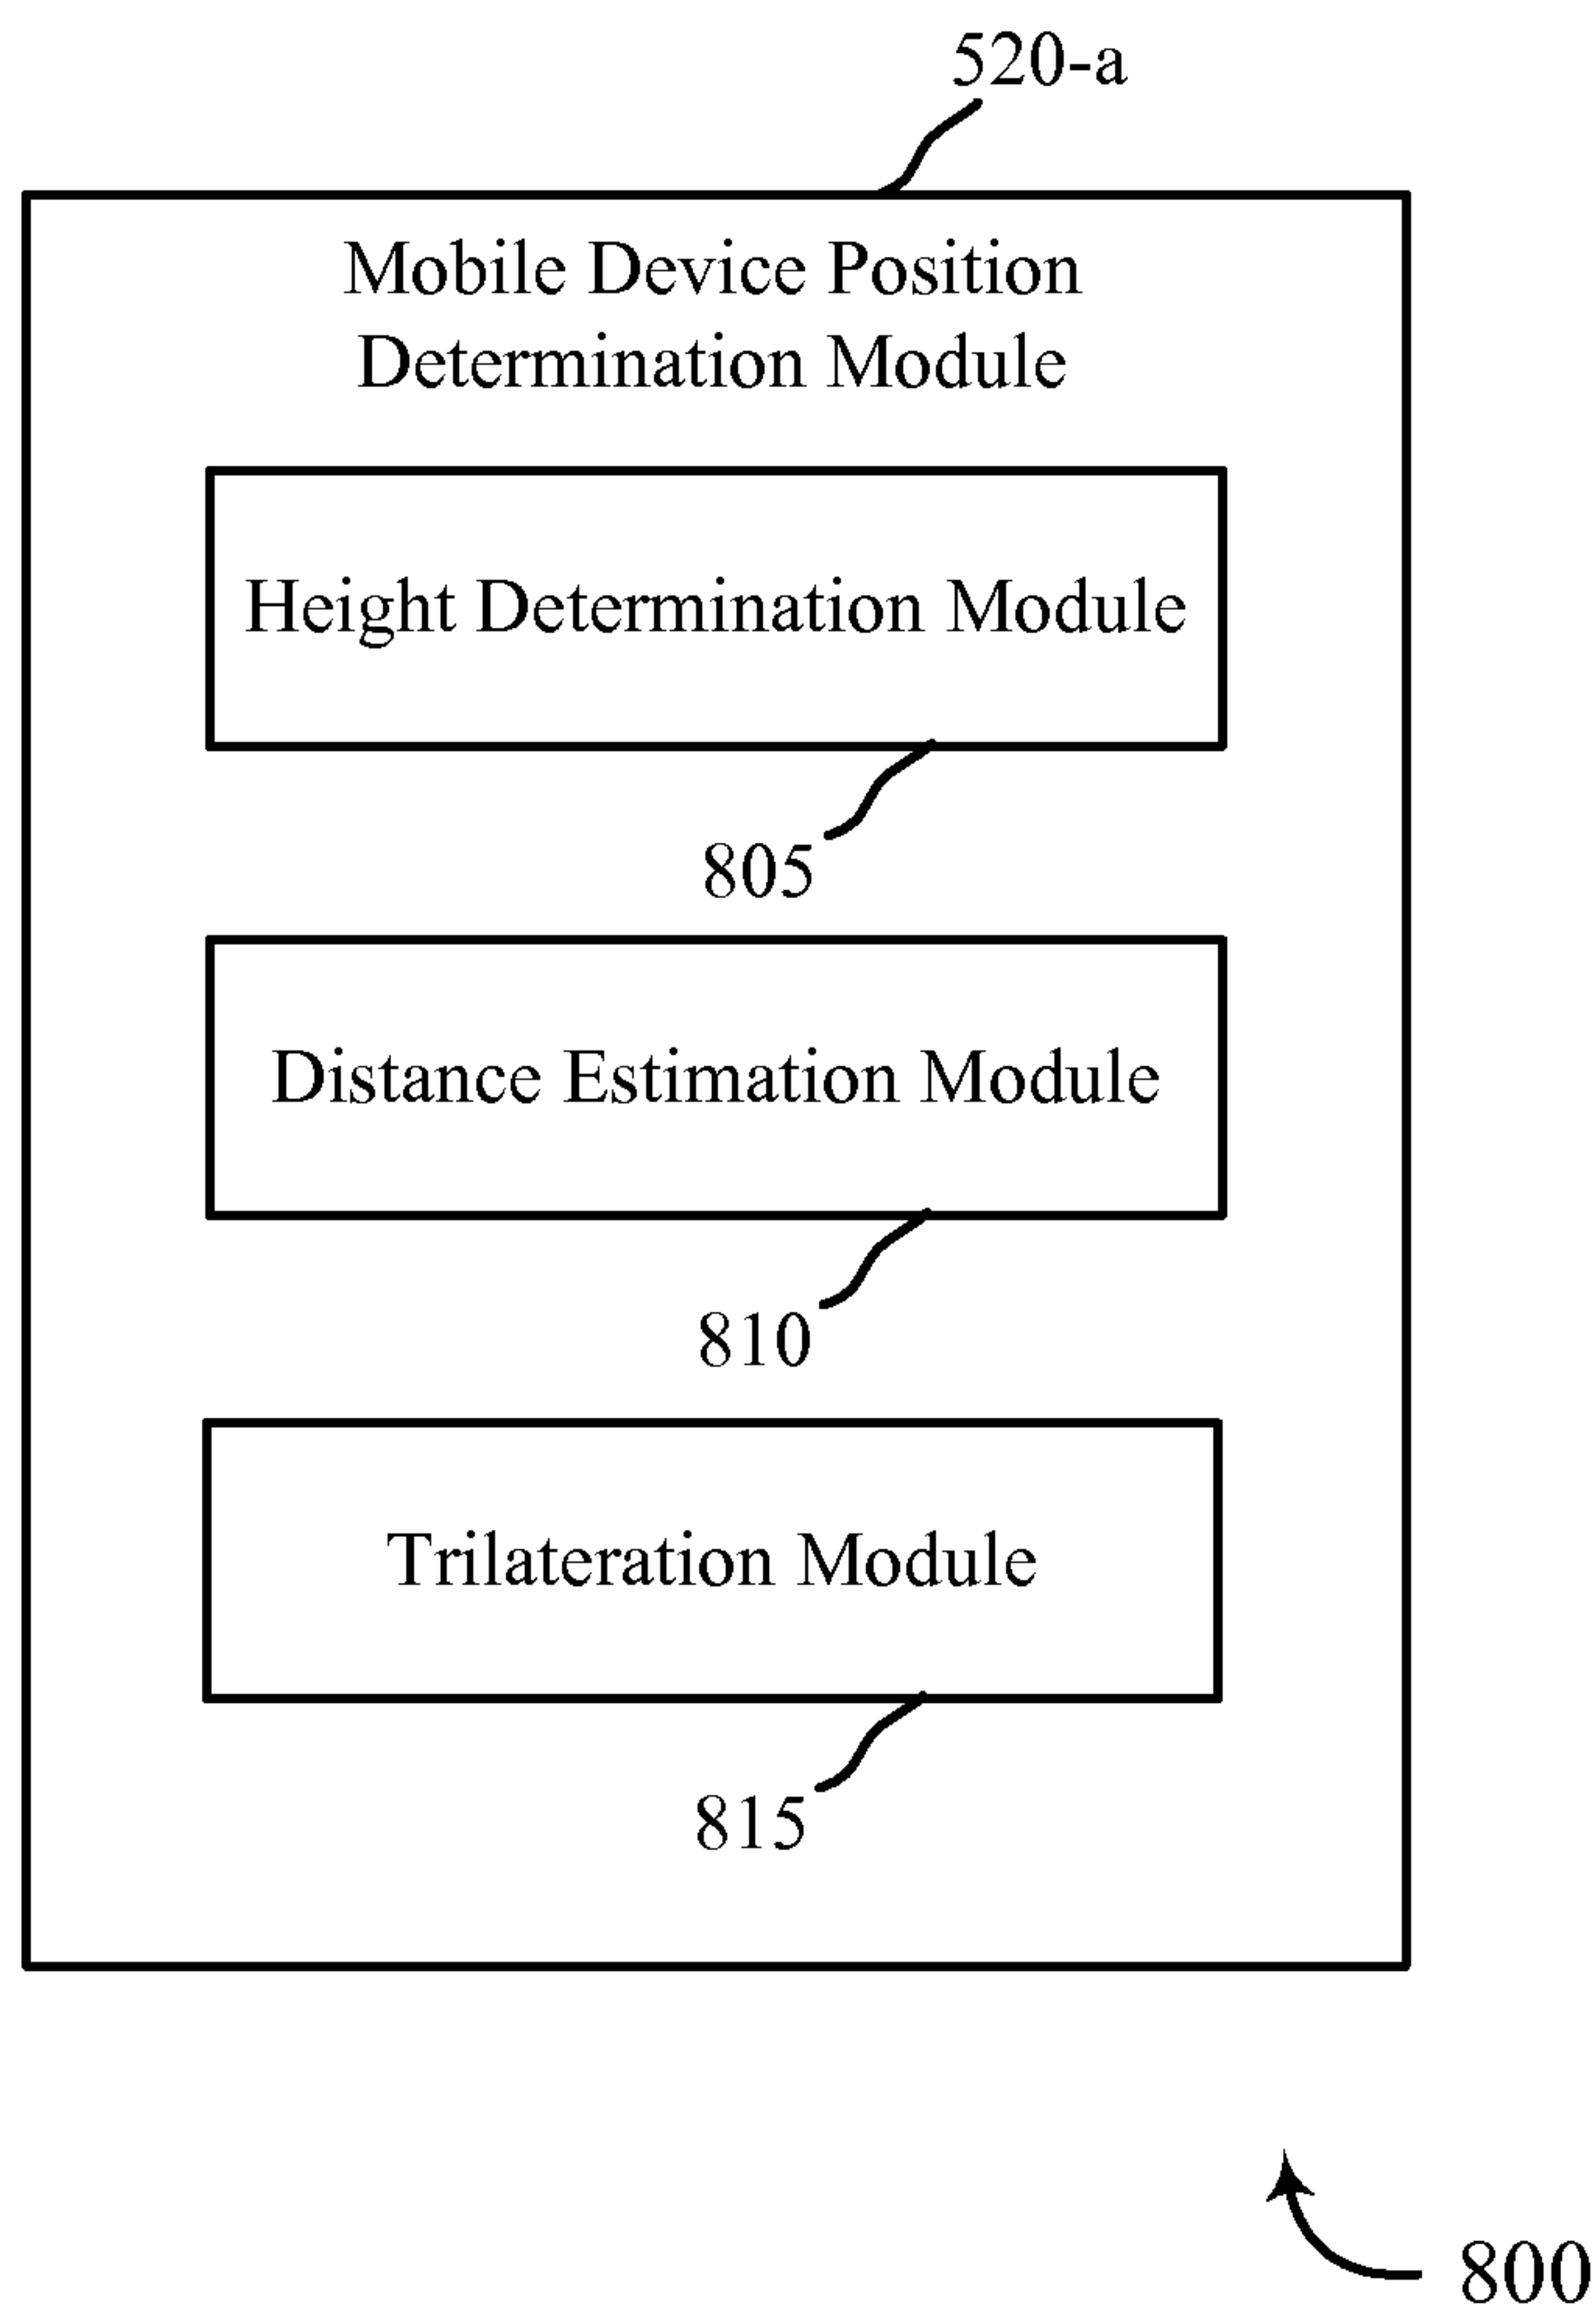 520-a
Mobile Device Position
Determination Module
Height Determination Module
805
Distance Estimation Module
810
Trilateration Module
815
800